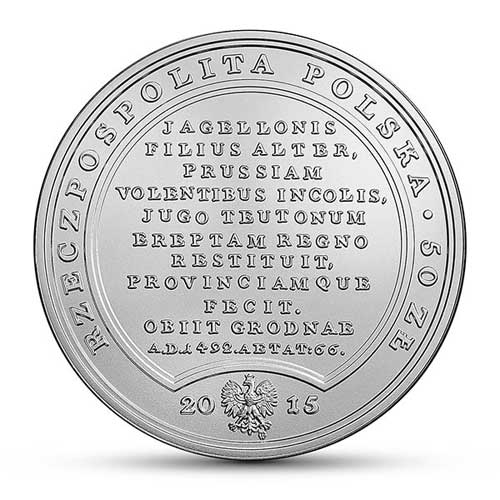 RZECZPOSPOLITA POLSKA · 50 ZŁ
JAGELLONIS
FILIUS ALTER,
PRUSSIAM
VOLENTIBUS INCOLIS,
JUGO TEUTONUM
EREPTAM REGNO
RESTITUIT,
PROVINCIAMQUE
FECIT.
OBIIT GRODNAE
A.D.1492.AETAT:66.
20 15